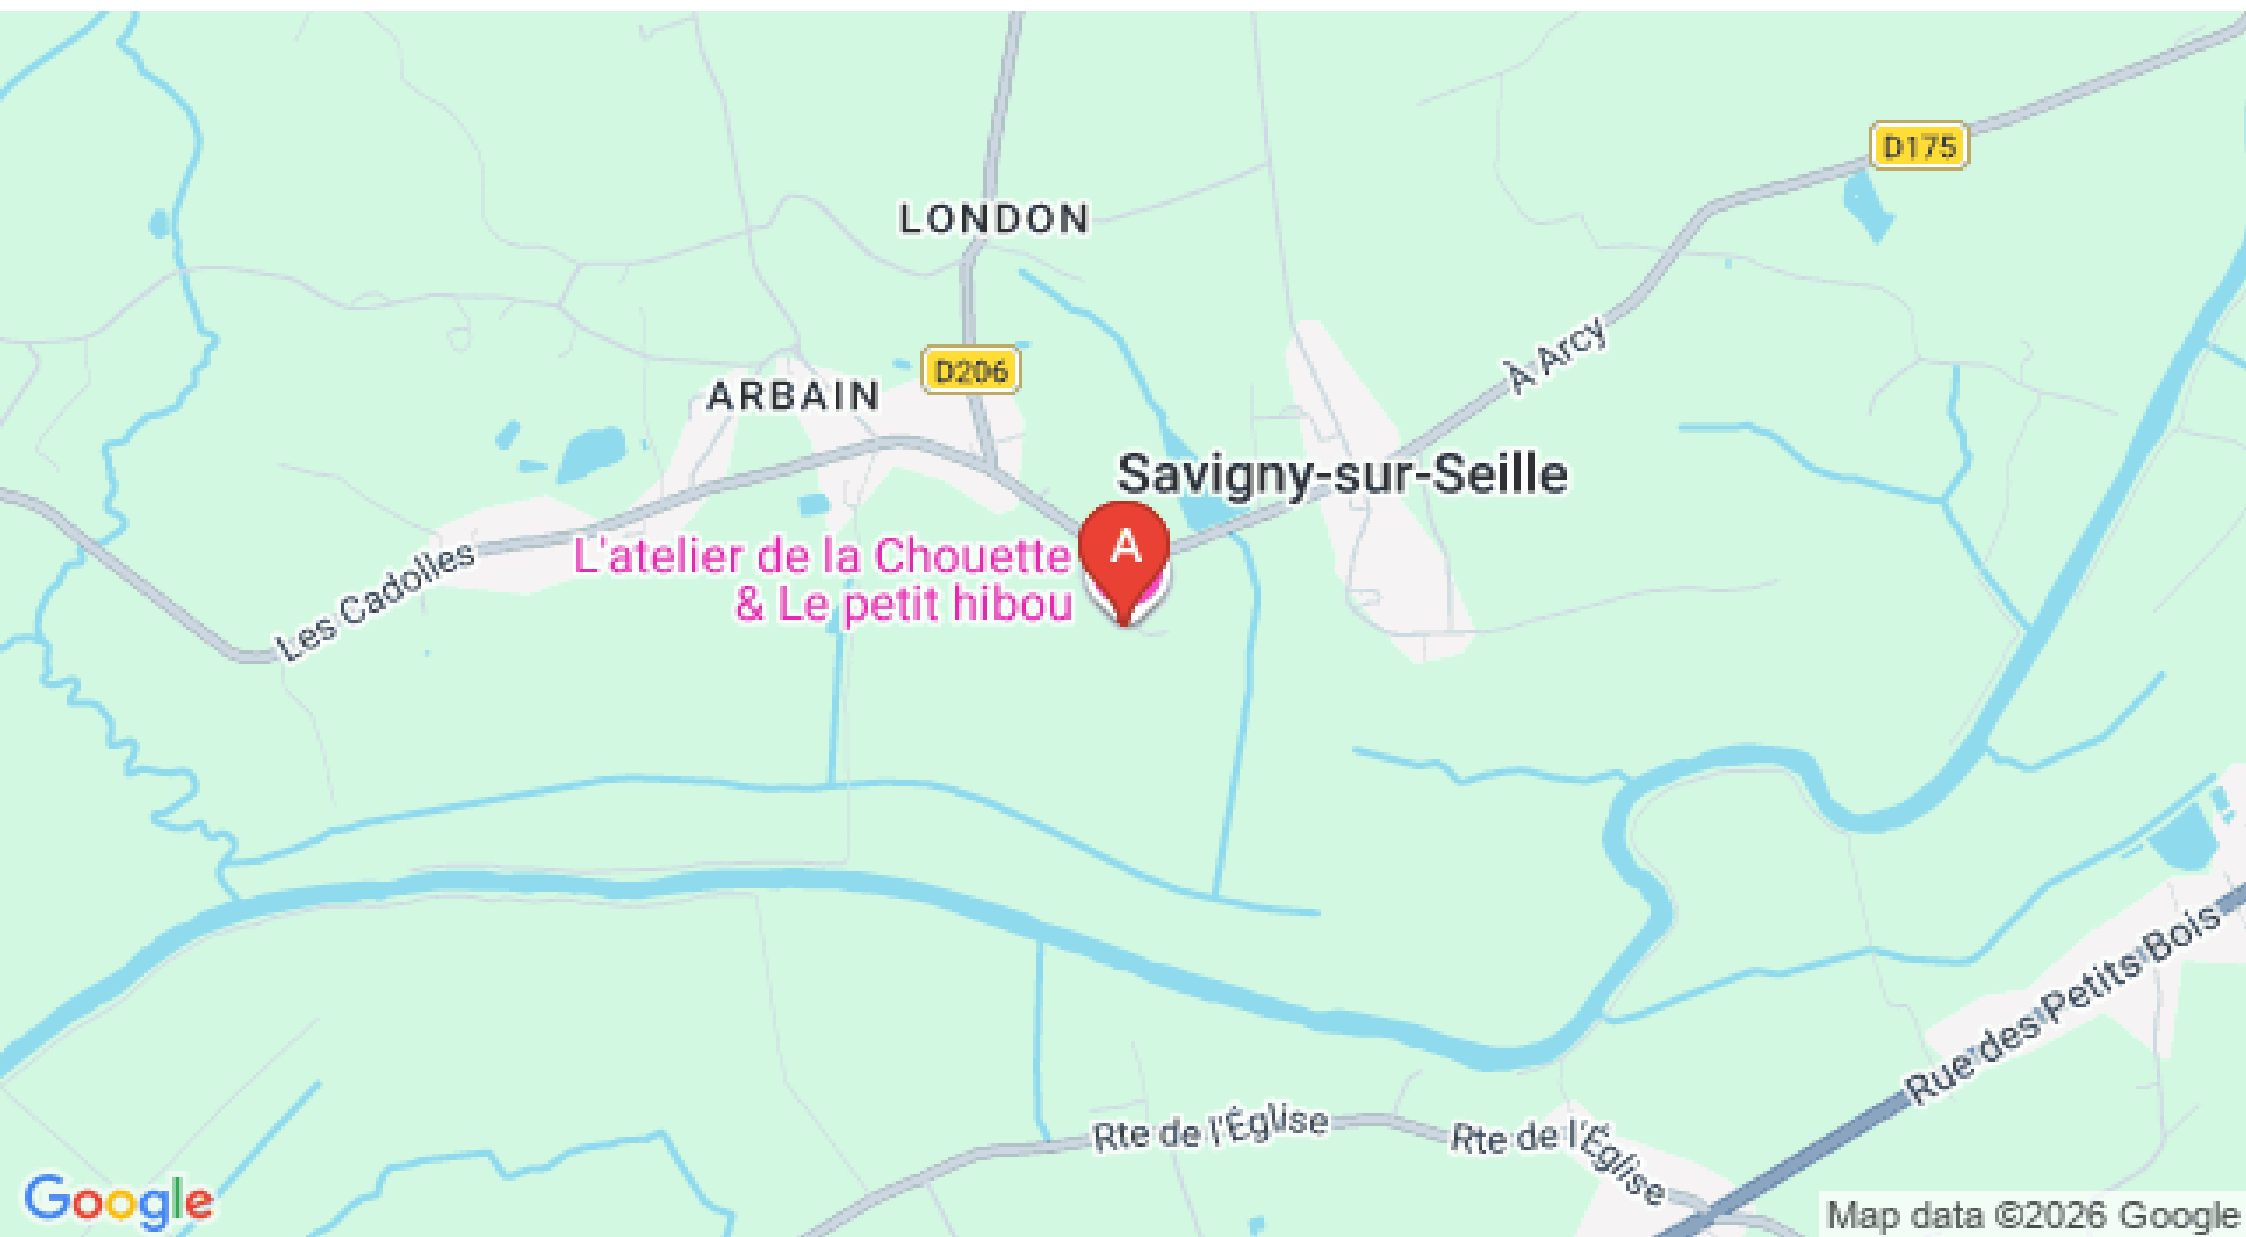 D175
LONDON
À Arcy
D206
ARBAIN
Savigny-sur-Seille
A
L'atelier de la Chouette
& Le petit hibou
Les Cadolles
Rue des Petits Bois
Rte de l'Église
Rte de l'Église
Google
Map data ©2026 Google